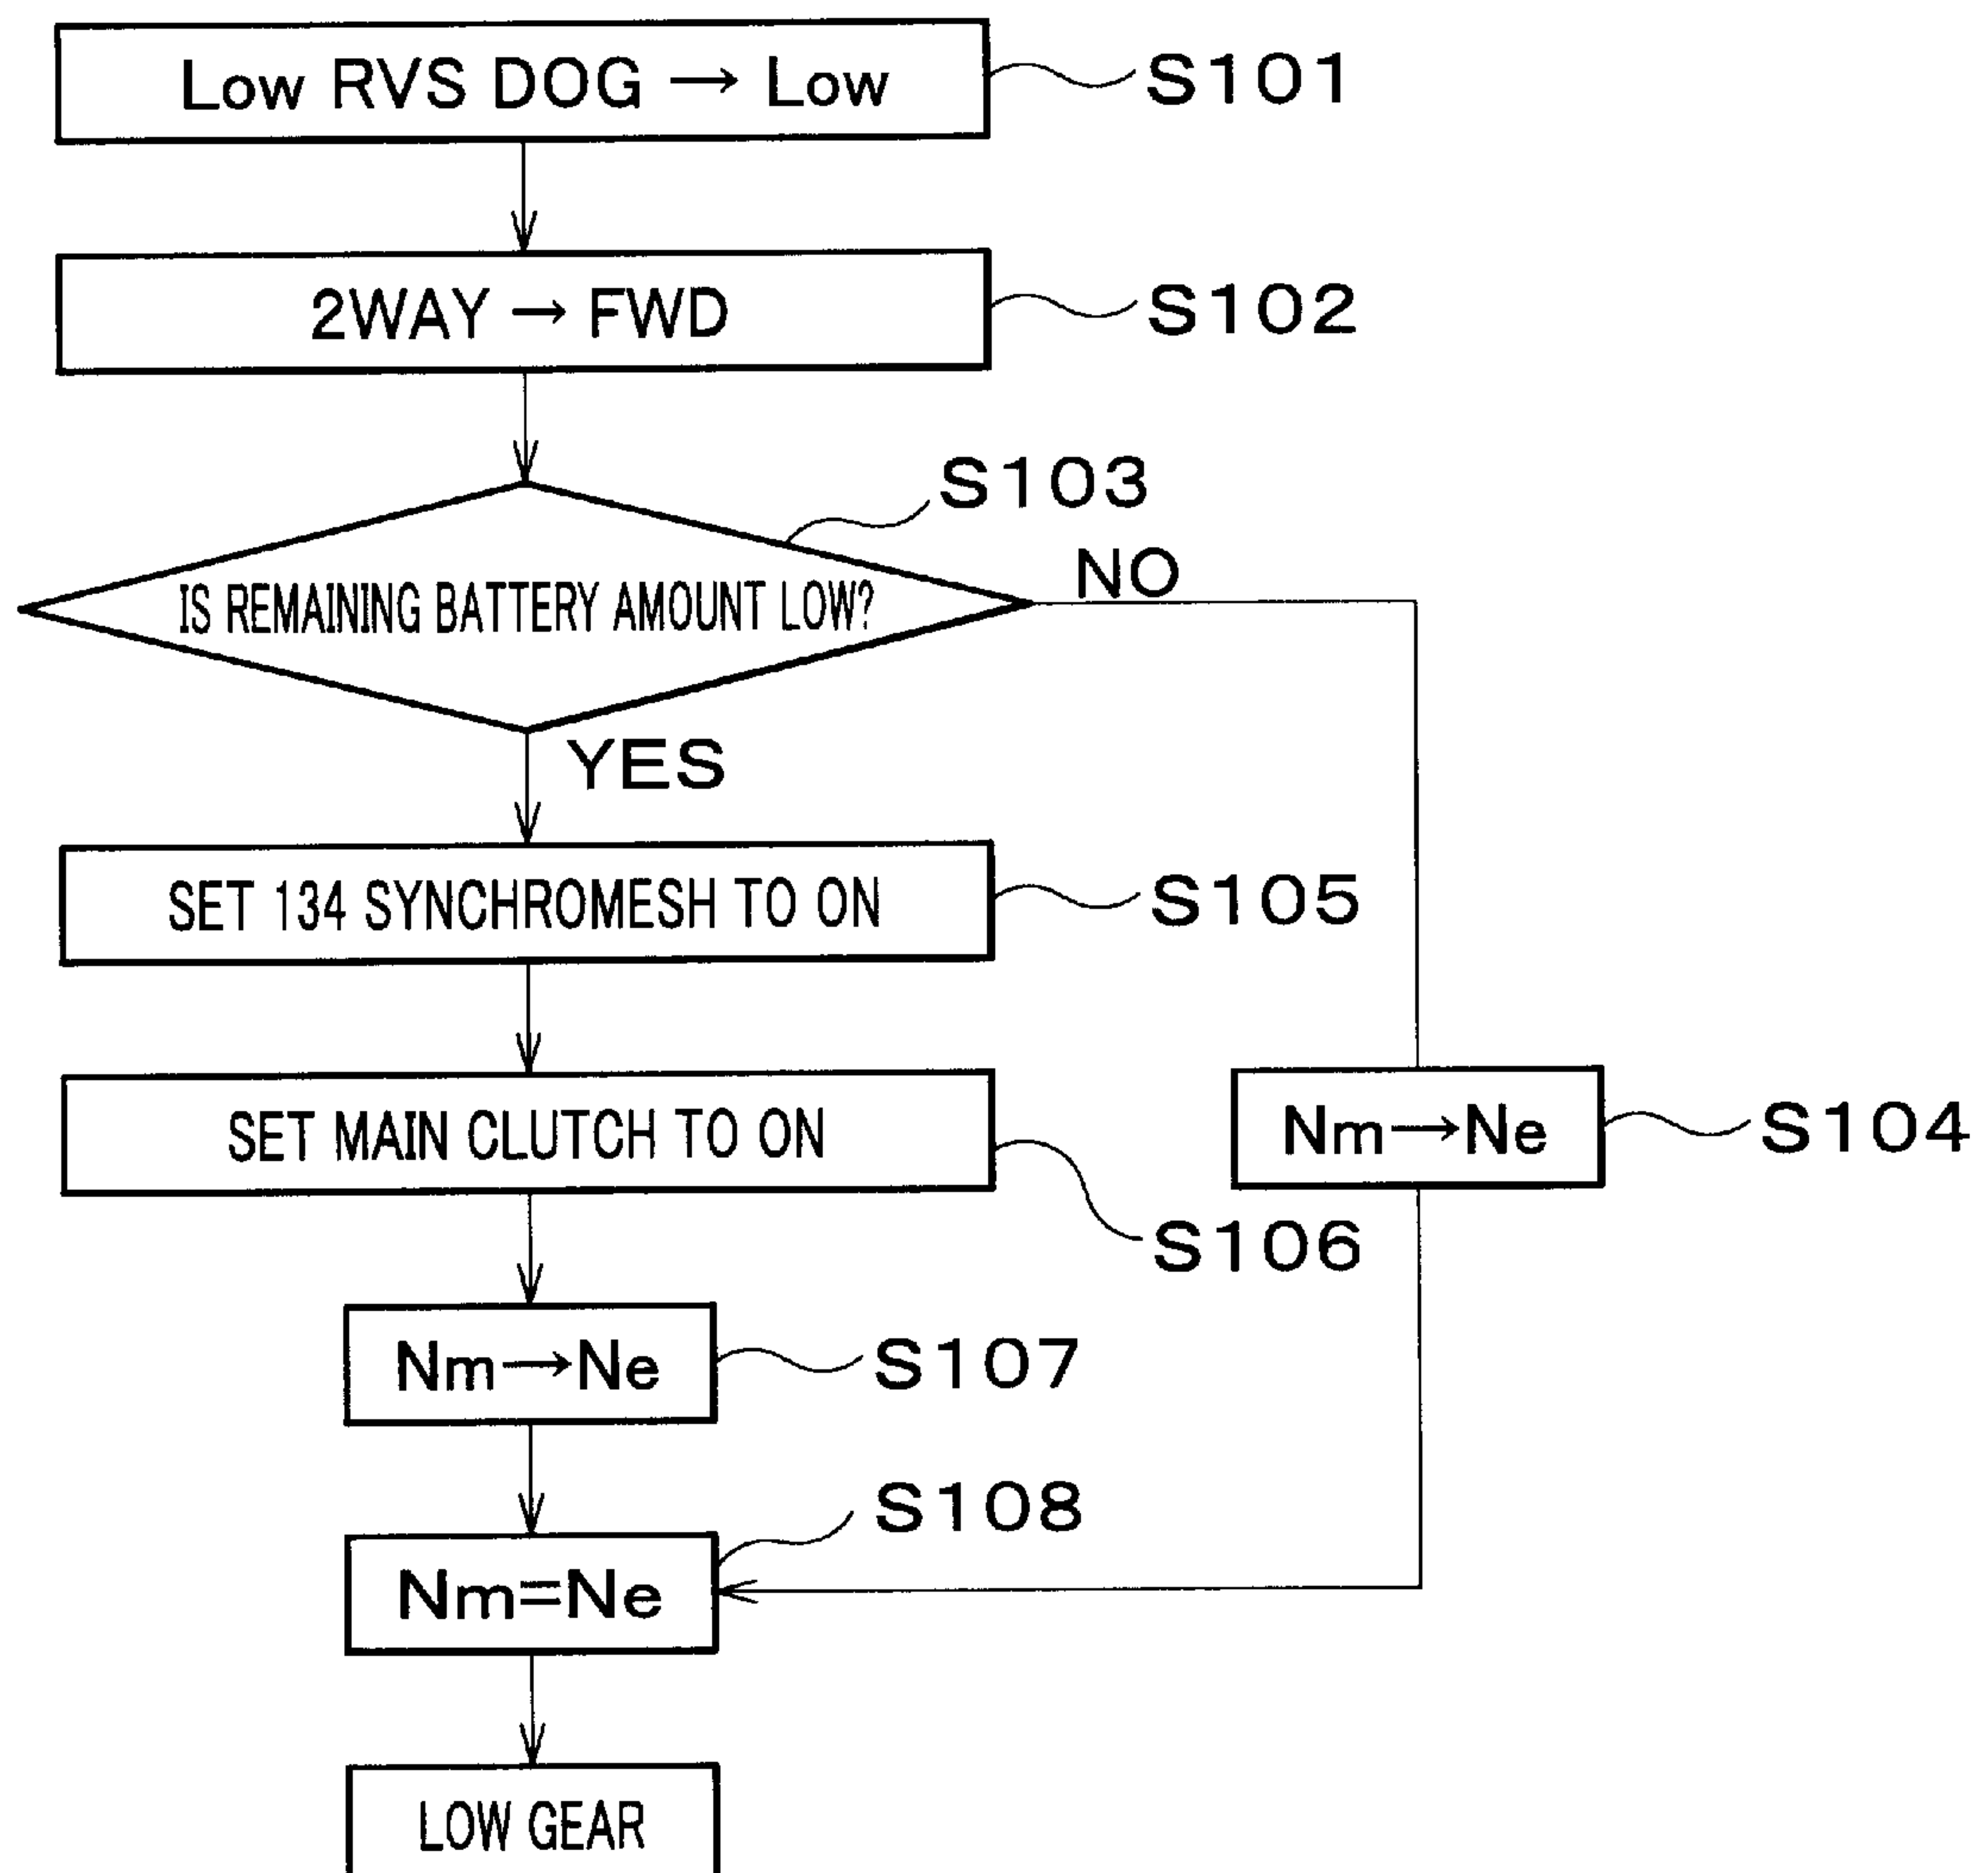 Low RVS DOG → Low
S101
2WAY → FWD
S102
S103
IS REMAINING BATTERY AMOUNT LOW?
NO
YES
SET 134 SYNCHROMESH TO ON
S105
SET MAIN CLUTCH TO ON
S106
Nm→Ne
S104
Nm→Ne
S107
S108
Nm=Ne
LOW GEAR